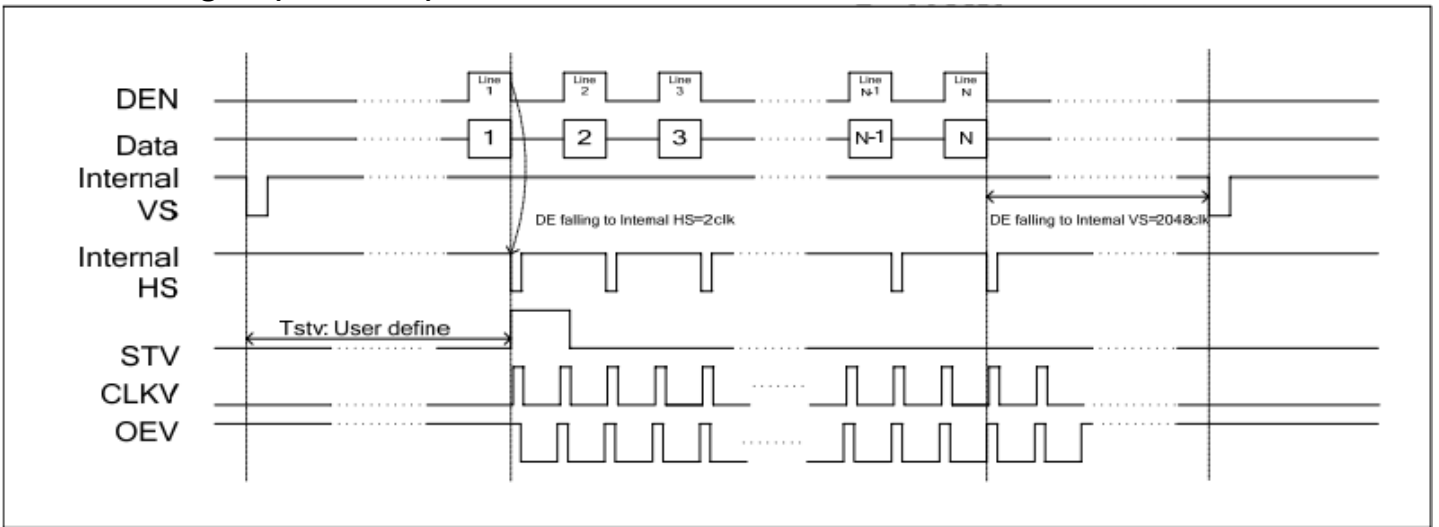 DEN
Line 1
Line 2
Line 3
Line N-1
Line N
Data
1
2
3
N-1
N
Internal
VS
DE falling to Internal HS=2clk
DE falling to Internal VS=2048clk
Internal
HS
Tstv: User define
STV
CLKV
OEV